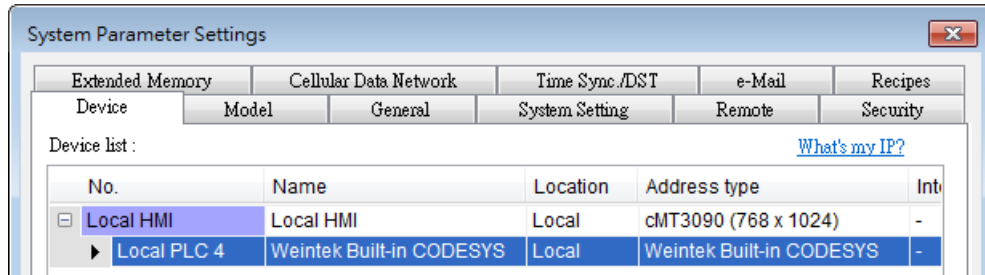 System Parameter Settings
Extended Memory Cellular Data Network Time Sync./DST e-Mail Recipes
Device Model General System Setting Remote Security
Device list : What's my IP?
No. Name Location Address type
Local HMI Local HMI Local cMT3090 (768 x 1024) -
Local PLC 4 Weintek Built-in CODESYS Local Weintek Built-in CODESYS -